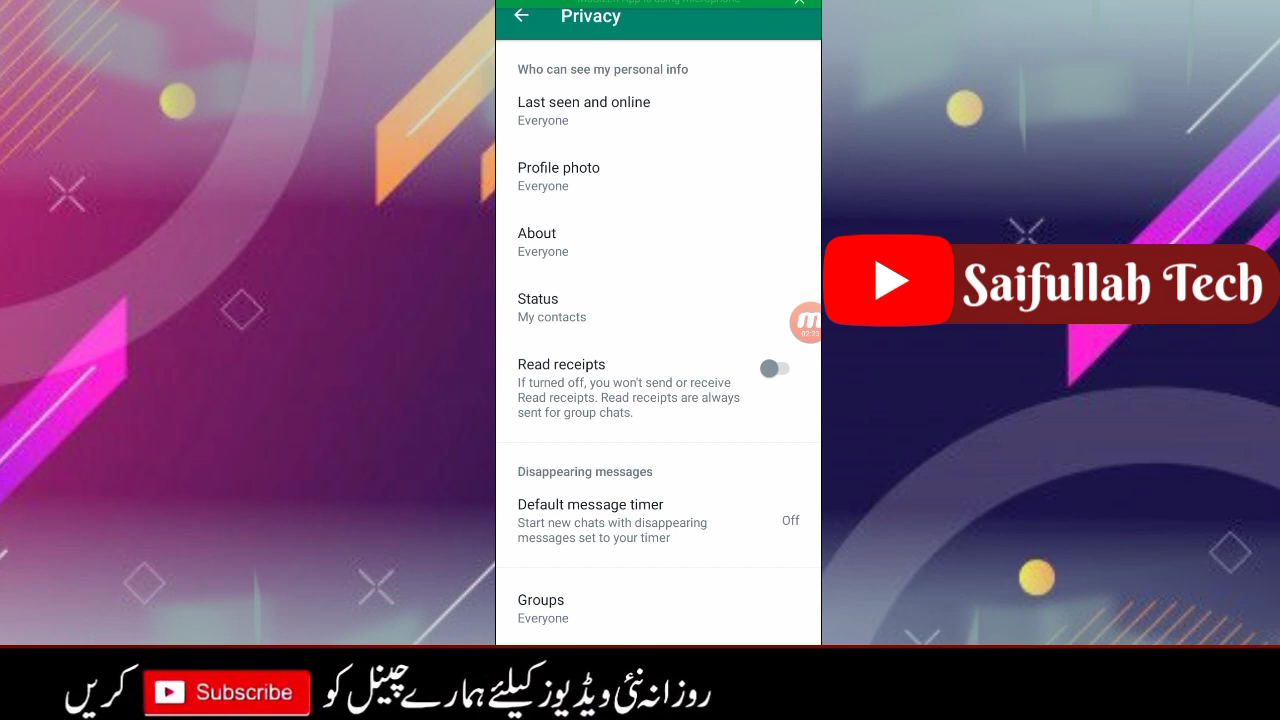 Privacy
Who can see my personal info
Last seen and online
Everyone
Profile photo
Everyone
About
Everyone
Status
My contacts
02:25
Read receipts
If turned off, you won't send or receive
Read receipts. Read receipts are always
sent for group chats.
Disappearing messages
Default message timer
Start new chats with disappearing
messages set to your timer
Off
Groups
Everyone
Saifullah Tech
روزانہ نئی ویڈیوز کیلئے ہمارے چینل کو Subscribe کریں